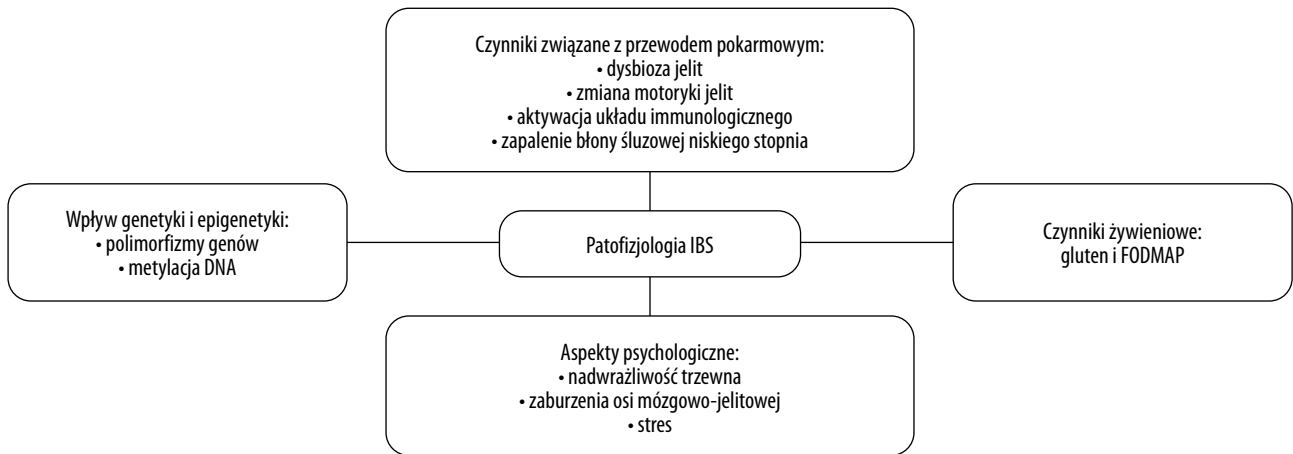 Czynniki związane z przewodem pokarmowym:
• dysbioza jelit
• zmiana motoryki jelit
• aktywacja układu immunologicznego
• zapalenie błony śluzowej niskiego stopnia
Wpływ genetyki i epigenetyki:
• polimorfizmy genów
• metylacja DNA
Patofizjologia IBS
Czynniki żywieniowe:
gluten i FODMAP
Aspekty psychologiczne:
• nadwrażliwość trzewna
• zaburzenia osi mózgowo-jelitowej
• stres